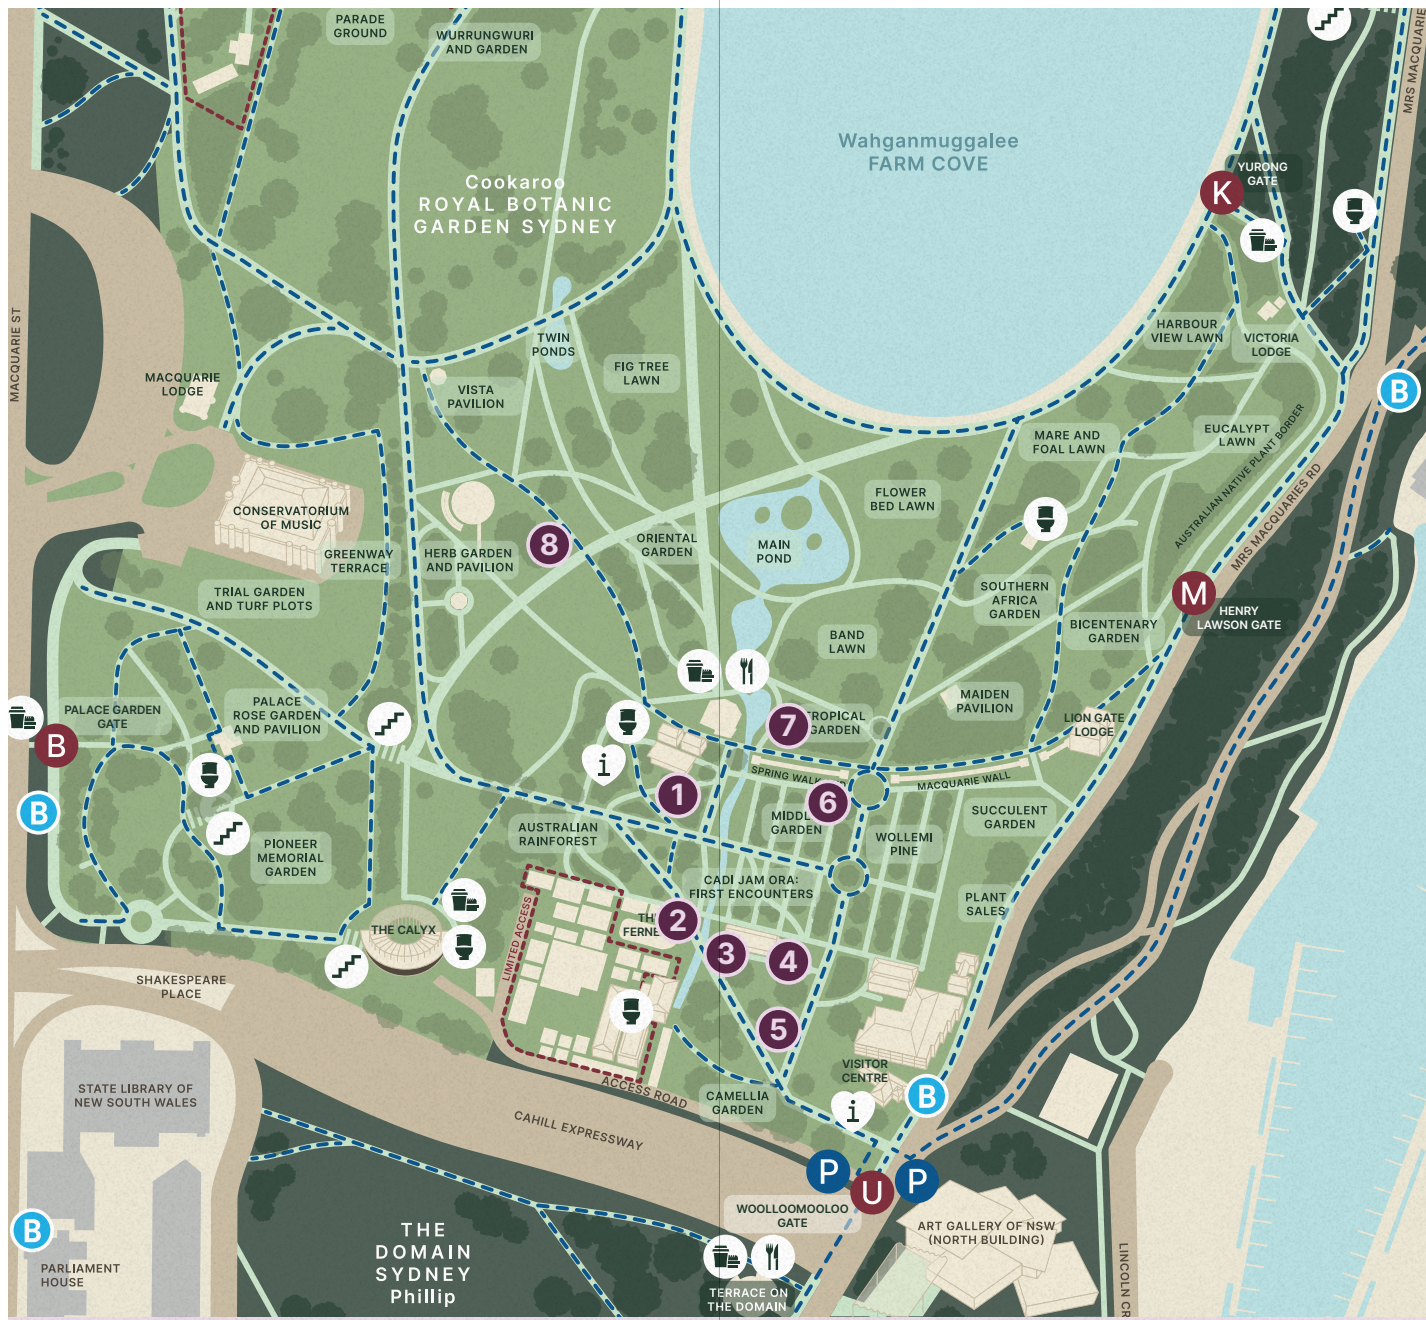 PARADE
GROUND
WURRUNGWURI
AND GARDEN
MRS MACQUARIE
Wahganmuggalee
FARM COVE
YURONG
GATE
K
Cookaroo
ROYAL BOTANIC
GARDEN SYDNEY
MACQUARIE ST
TWIN
PONDS
HARBOUR
VIEW LAWN
VICTORIA
LODGE
FIG TREE
LAWN
MACQUARIE
LODGE
VISTA
PAVILION
B
EUCALYPT
LAWN
MARE AND
FOAL LAWN
AUSTRALIAN NATIVE PLANT BORDER
MRS MACQUARIES RD
FLOWER
BED LAWN
CONSERVATORIUM
OF MUSIC
GREENWAY
TERRACE
HERB GARDEN
AND PAVILION
8
ORIENTAL
GARDEN
MAIN
POND
TRIAL GARDEN
AND TURF PLOTS
SOUTHERN
AFRICA
GARDEN
M
HENRY
LAWSON GATE
BICENTENARY
GARDEN
BAND
LAWN
PALACE GARDEN
GATE
B
PALACE
ROSE GARDEN
AND PAVILION
MAIDEN
PAVILION
LION GATE
LODGE
7
TROPICAL
GARDEN
i
SPRING WALK
MACQUARIE WALL
1
6
B
MIDDLE
GARDEN
SUCCULENT
GARDEN
AUSTRALIAN
RAINFOREST
WOLLEMI
PINE
PIONEER
MEMORIAL
GARDEN
CADI JAM ORA:
FIRST ENCOUNTERS
PLANT
SALES
THE CALYX
LIMITED ACCESS
2
3
4
5
SHAKESPEARE
PLACE
VISITOR
CENTRE
STATE LIBRARY OF
NEW SOUTH WALES
ACCESS ROAD
CAMELLIA
GARDEN
i
B
CAHILL EXPRESSWAY
P
U
P
WOOLLOOMOOLOO
GATE
ART GALLERY OF NSW
(NORTH BUILDING)
B
THE
DOMAIN
SYDNEY
Phillip
PARLIAMENT
HOUSE
TERRACE ON
THE DOMAIN
LINCOLN CR